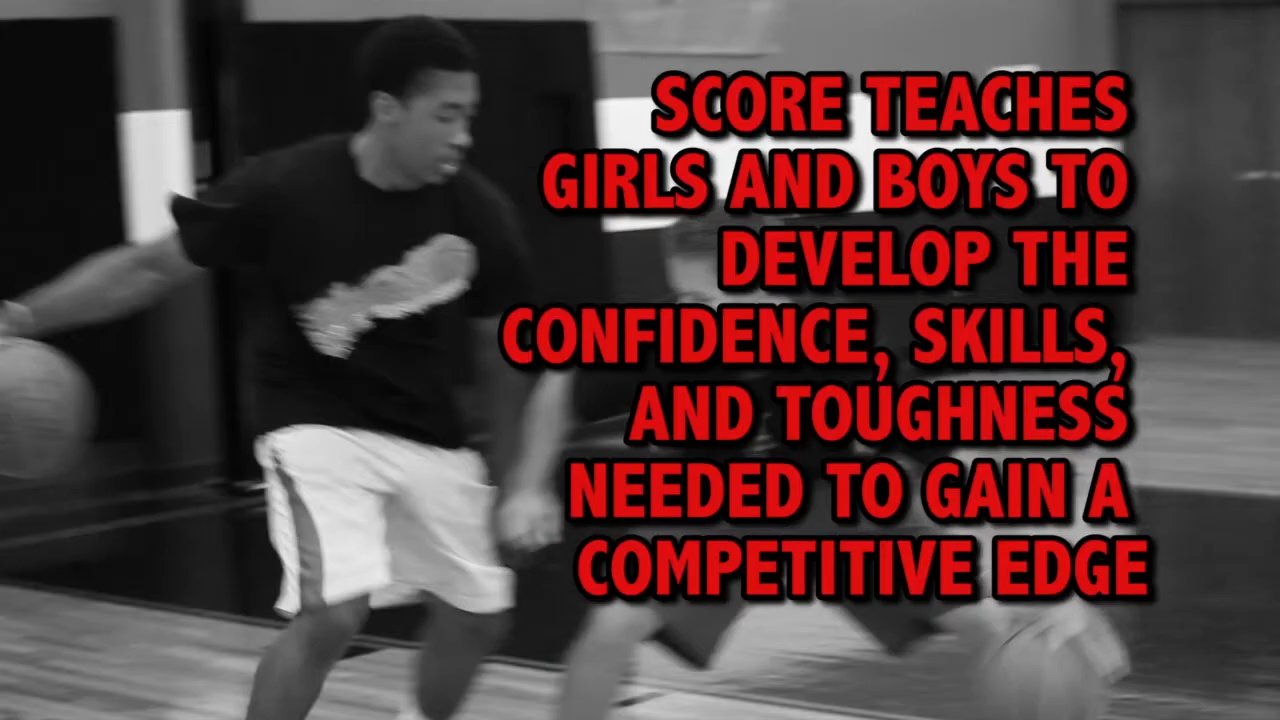 SCORE TEACHES
GIRLS AND BOYS TO
DEVELOP THE
CONFIDENCE, SKILLS,
AND TOUGHNESS
NEEDED TO GAIN A
COMPETITIVE EDGE